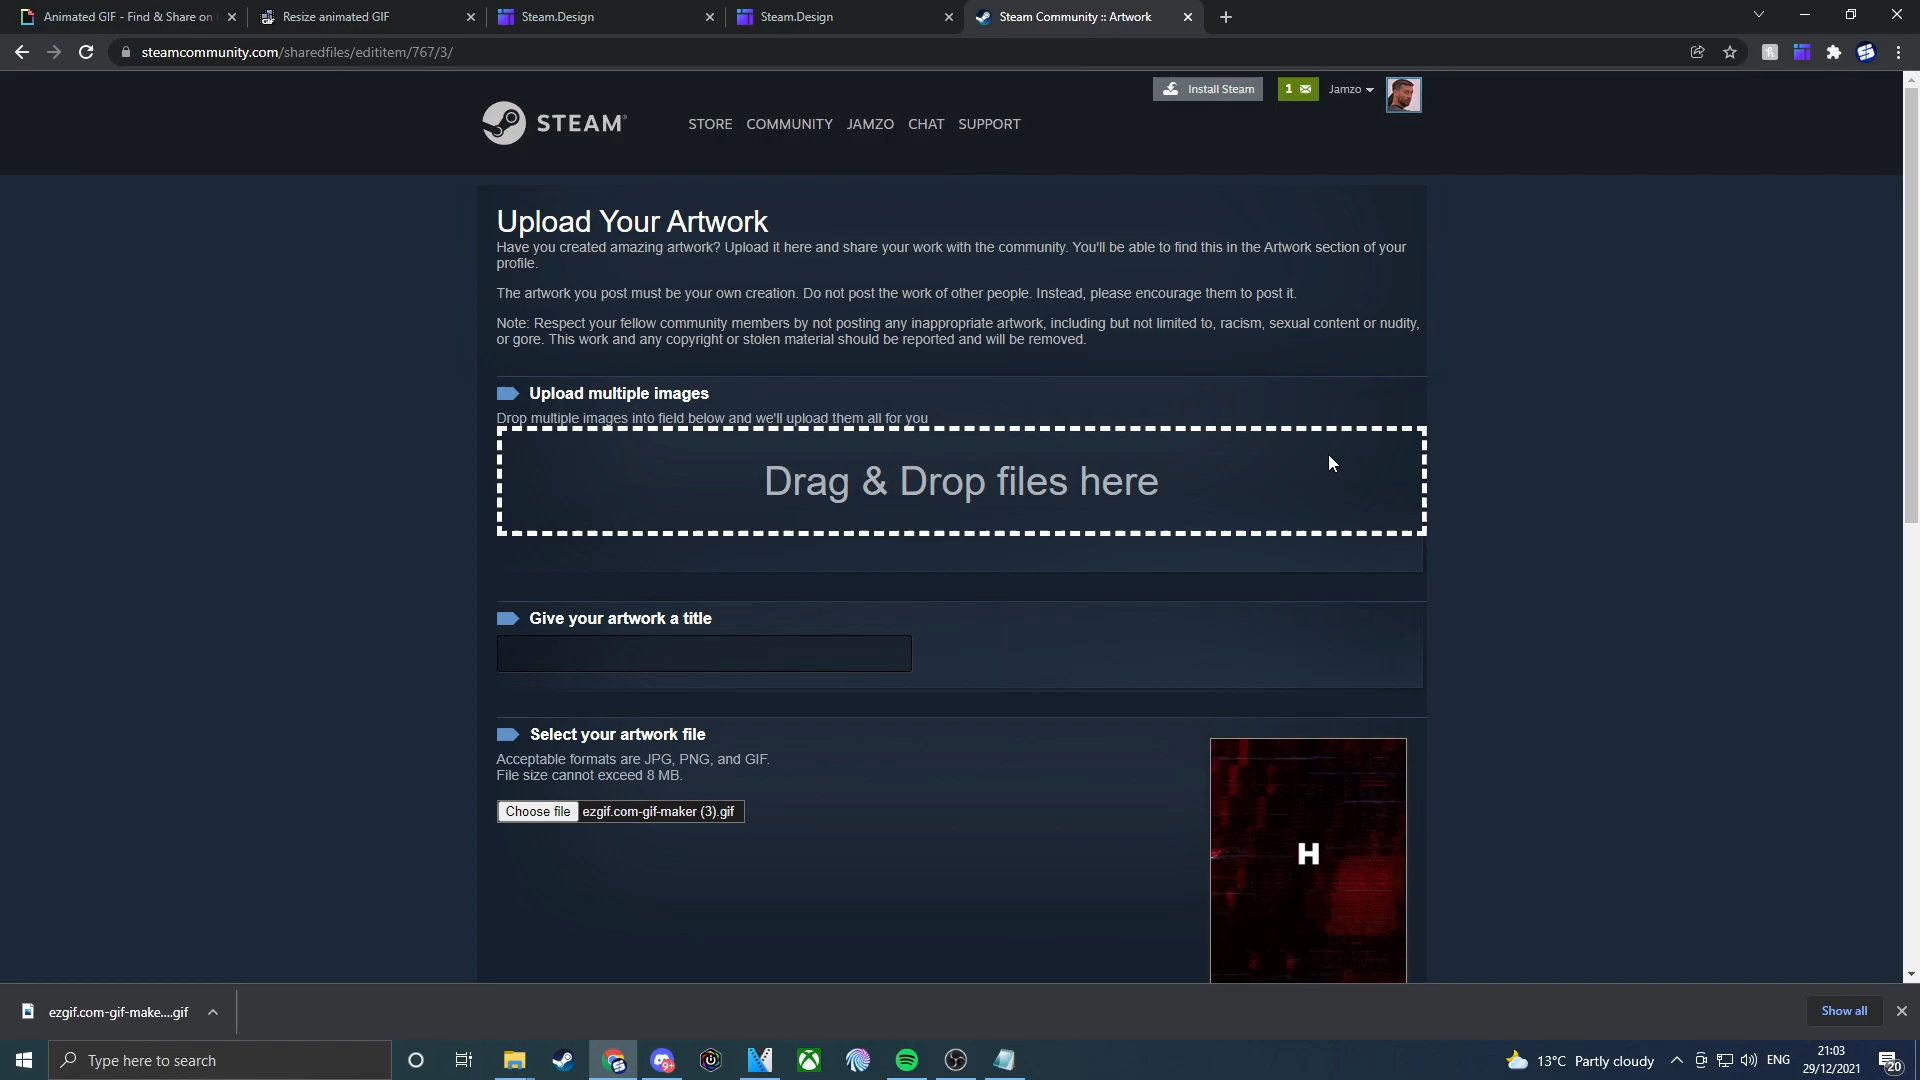 Animated GIF - Find & Share on
Resize animated GIF
Steam.Design
Steam.Design
Steam Community :: Artwork
steamcommunity.com/sharedfiles/edititem/767/3/
Install Steam
1
Jamzo
STEAM
STORE COMMUNITY JAMZO CHAT SUPPORT
Upload Your Artwork
Have you created amazing artwork? Upload it here and share your work with the community. You'll be able to find this in the Artwork section of your
profile.
The artwork you post must be your own creation. Do not post the work of other people. Instead, please encourage them to post it.
Note: Respect your fellow community members by not posting any inappropriate artwork, including but not limited to, racism, sexual content or nudity,
or gore. This work and any copyright or stolen material should be reported and will be removed.
Upload multiple images
Drop multiple images into field below and we'll upload them all for you
Drag & Drop files here
Give your artwork a title
Select your artwork file
Acceptable formats are JPG, PNG, and GIF.
File size cannot exceed 8 MB.
Choose file ezgif.com-gif-maker (3).gif
H
ezgif.com-gif-make....gif
Show all
Type here to search
9+
13°C Partly cloudy
ENG
21:03
29/12/2021
20